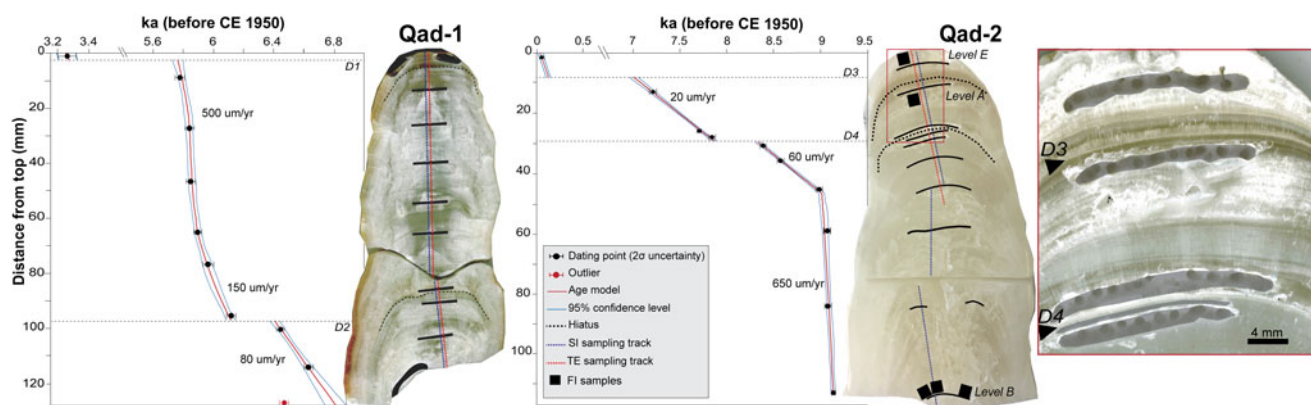 ka (before CE 1950)
3.2 3.4 5.6 6 6.4 6.8
Qad-1
Distance from top (mm)
0
20
40
60
80
100
120
D1
500 um/yr
150 um/yr
D2
80 um/yr
ka (before CE 1950)
0 7 7.5 8 8.5 9 9.5
Qad-2
0
20
40
60
80
100
D3
20 um/yr
D4
60 um/yr
650 um/yr
Dating point (2σ uncertainty)
Outlier
Age model
95% confidence level
Hiatus
SI sampling track
TE sampling track
FI samples
Level E
Level A'
Level B
D3
D4
4 mm